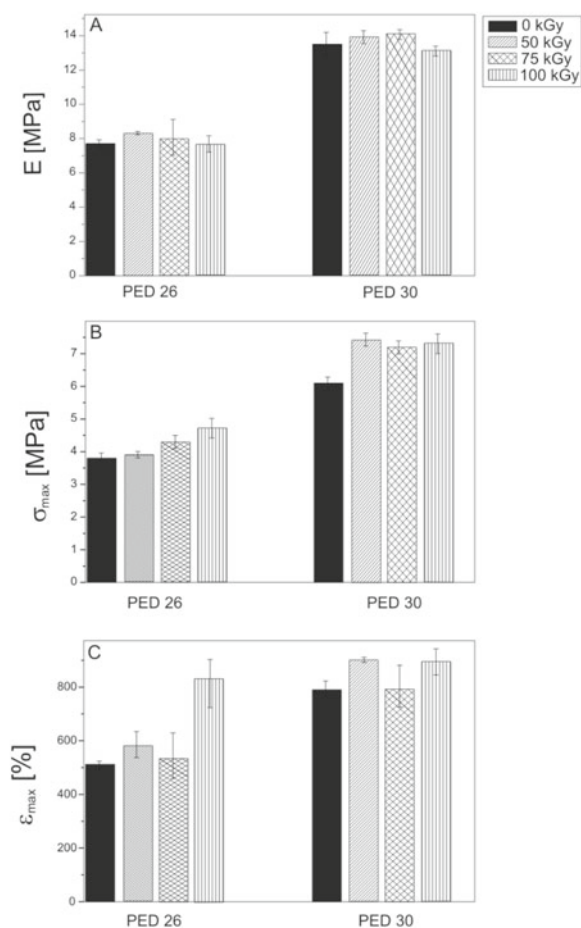 A
0 kGy
50 kGy
75 kGy
100 kGy
E [MPa]
14
12
10
8
6
4
2
0
PED 26 PED 30
B
σmax [MPa]
7
6
5
4
3
2
1
0
PED 26 PED 30
C
εmax [%]
800
600
400
200
0
PED 26 PED 30